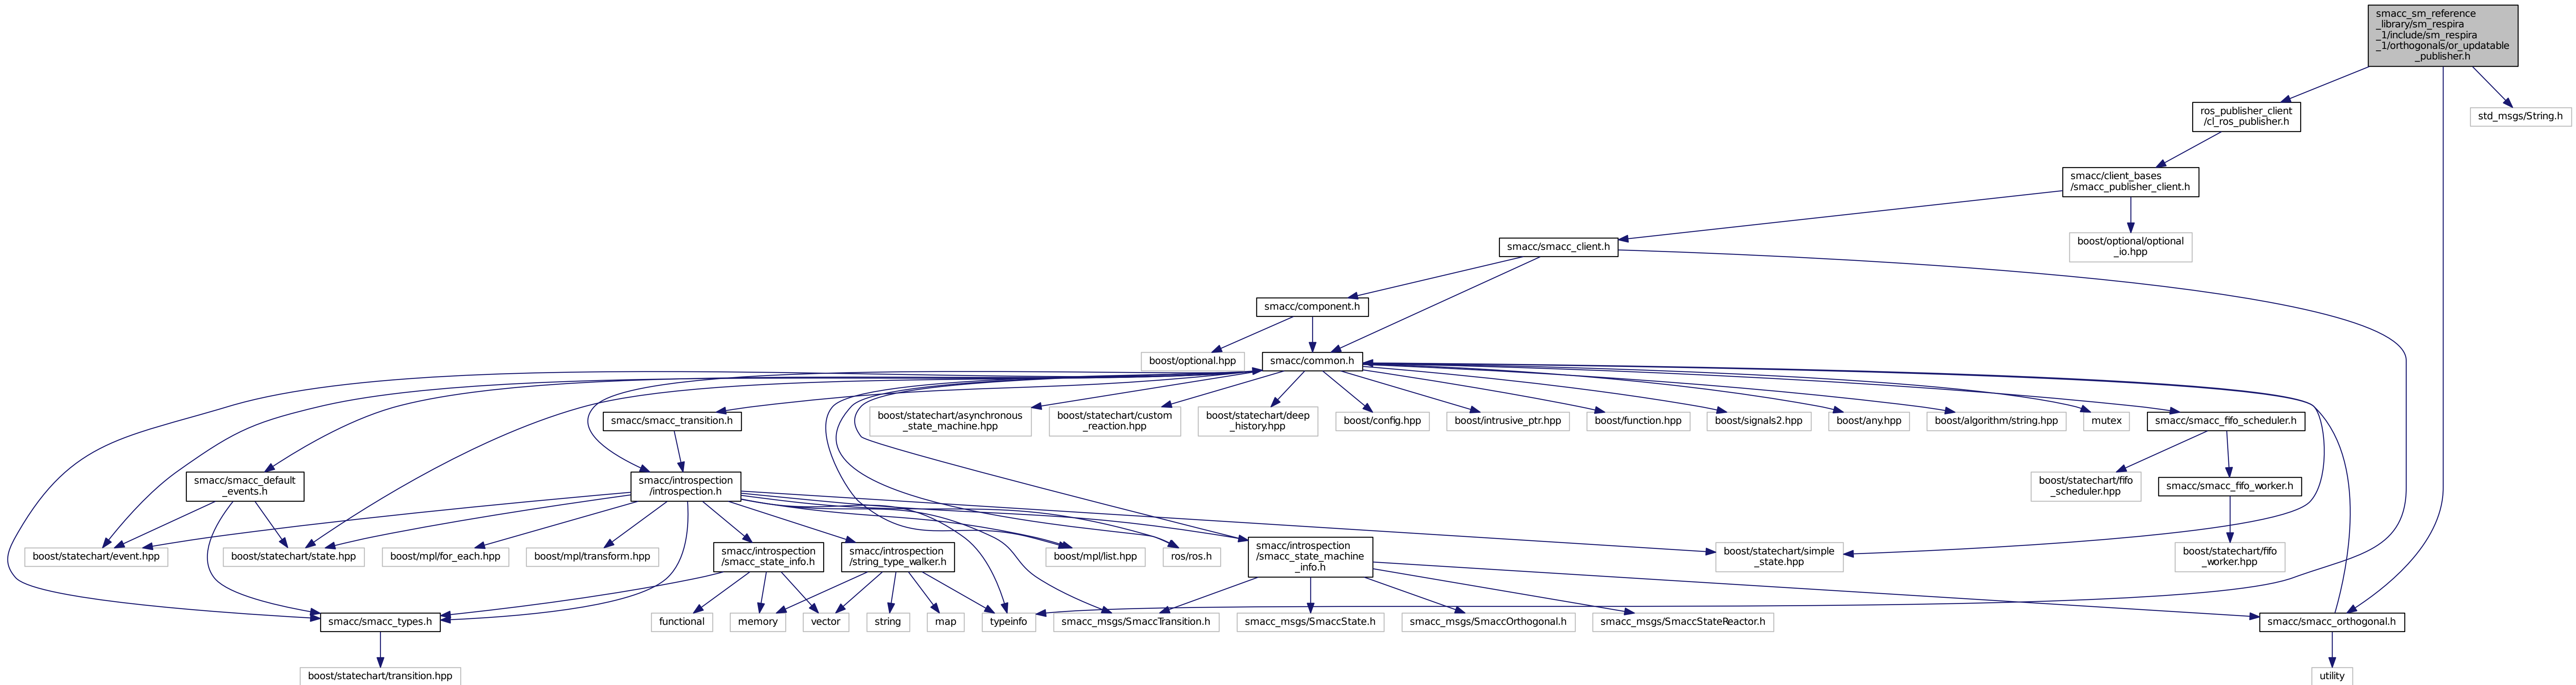 smacc_sm_reference
_library/sm_respira
_1/include/sm_respira
_1/orthogonals/or_updatable
_publisher.h
ros_publisher_client
/cl_ros_publisher.h
std_msgs/String.h
smacc/client_bases
/smacc_publisher_client.h
smacc/smacc_client.h
boost/optional/optional
_io.hpp
smacc/component.h
boost/optional.hpp
smacc/common.h
smacc/smacc_transition.h
boost/statechart/asynchronous
_state_machine.hpp
boost/statechart/custom
_reaction.hpp
boost/statechart/deep
_history.hpp
boost/config.hpp
boost/intrusive_ptr.hpp
boost/function.hpp
boost/signals2.hpp
boost/any.hpp
boost/algorithm/string.hpp
mutex
smacc/smacc_fifo_scheduler.h
smacc/smacc_default
_events.h
smacc/introspection
/introspection.h
boost/statechart/fifo
_scheduler.hpp
smacc/smacc_fifo_worker.h
boost/statechart/event.hpp
boost/statechart/state.hpp
boost/mpl/for_each.hpp
boost/mpl/transform.hpp
smacc/introspection
/smacc_state_info.h
smacc/introspection
/string_type_walker.h
boost/mpl/list.hpp
ros/ros.h
smacc/introspection
/smacc_state_machine
_info.h
boost/statechart/simple
_state.hpp
boost/statechart/fifo
_worker.hpp
smacc/smacc_types.h
functional
memory
vector
string
map
typeinfo
smacc_msgs/SmaccTransition.h
smacc_msgs/SmaccState.h
smacc_msgs/SmaccOrthogonal.h
smacc_msgs/SmaccStateReactor.h
smacc/smacc_orthogonal.h
boost/statechart/transition.hpp
utility